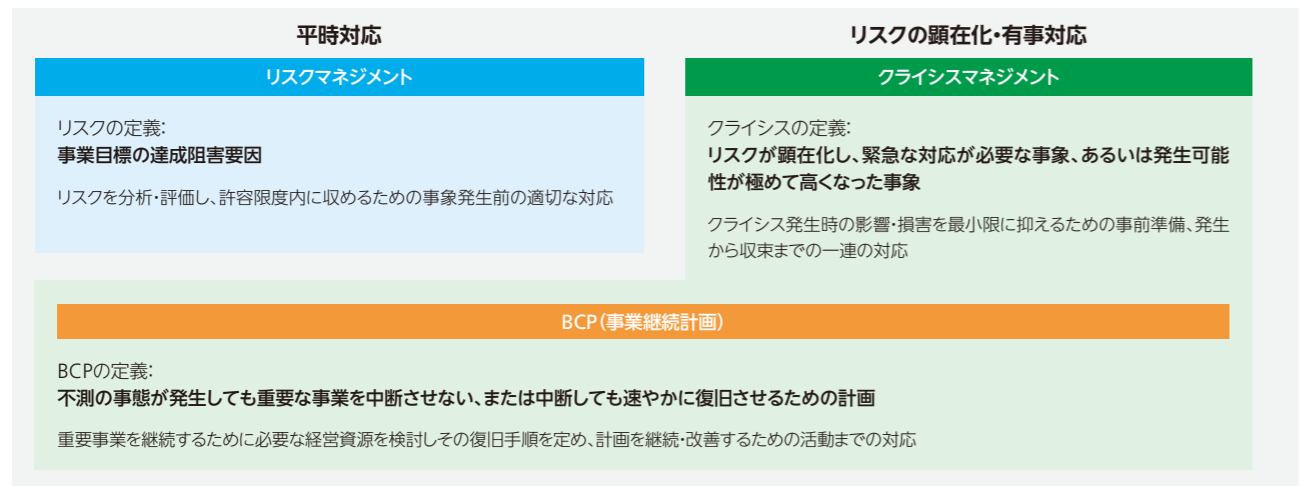 平時対応
リスクマネジメント
リスクの定義:
事業目標の達成阻害要因
リスクを分析・評価し、許容限度内に収めるための事象発生前の適切な対応
リスクの顕在化・有事対応
クライシスマネジメント
クライシスの定義:
リスクが顕在化し、緊急な対応が必要な事象、あるいは発生可能
性が極めて高くなった事象
クライシス発生時の影響・損害を最小限に抑えるための事前準備、発生
から収束までの一連の対応
BCP(事業継続計画)
BCPの定義:
不測の事態が発生しても重要な事業を中断させない、または中断しても速やかに復旧させるための計画
重要事業を継続するために必要な経営資源を検討しその復旧手順を定め、計画を継続・改善するための活動までの対応